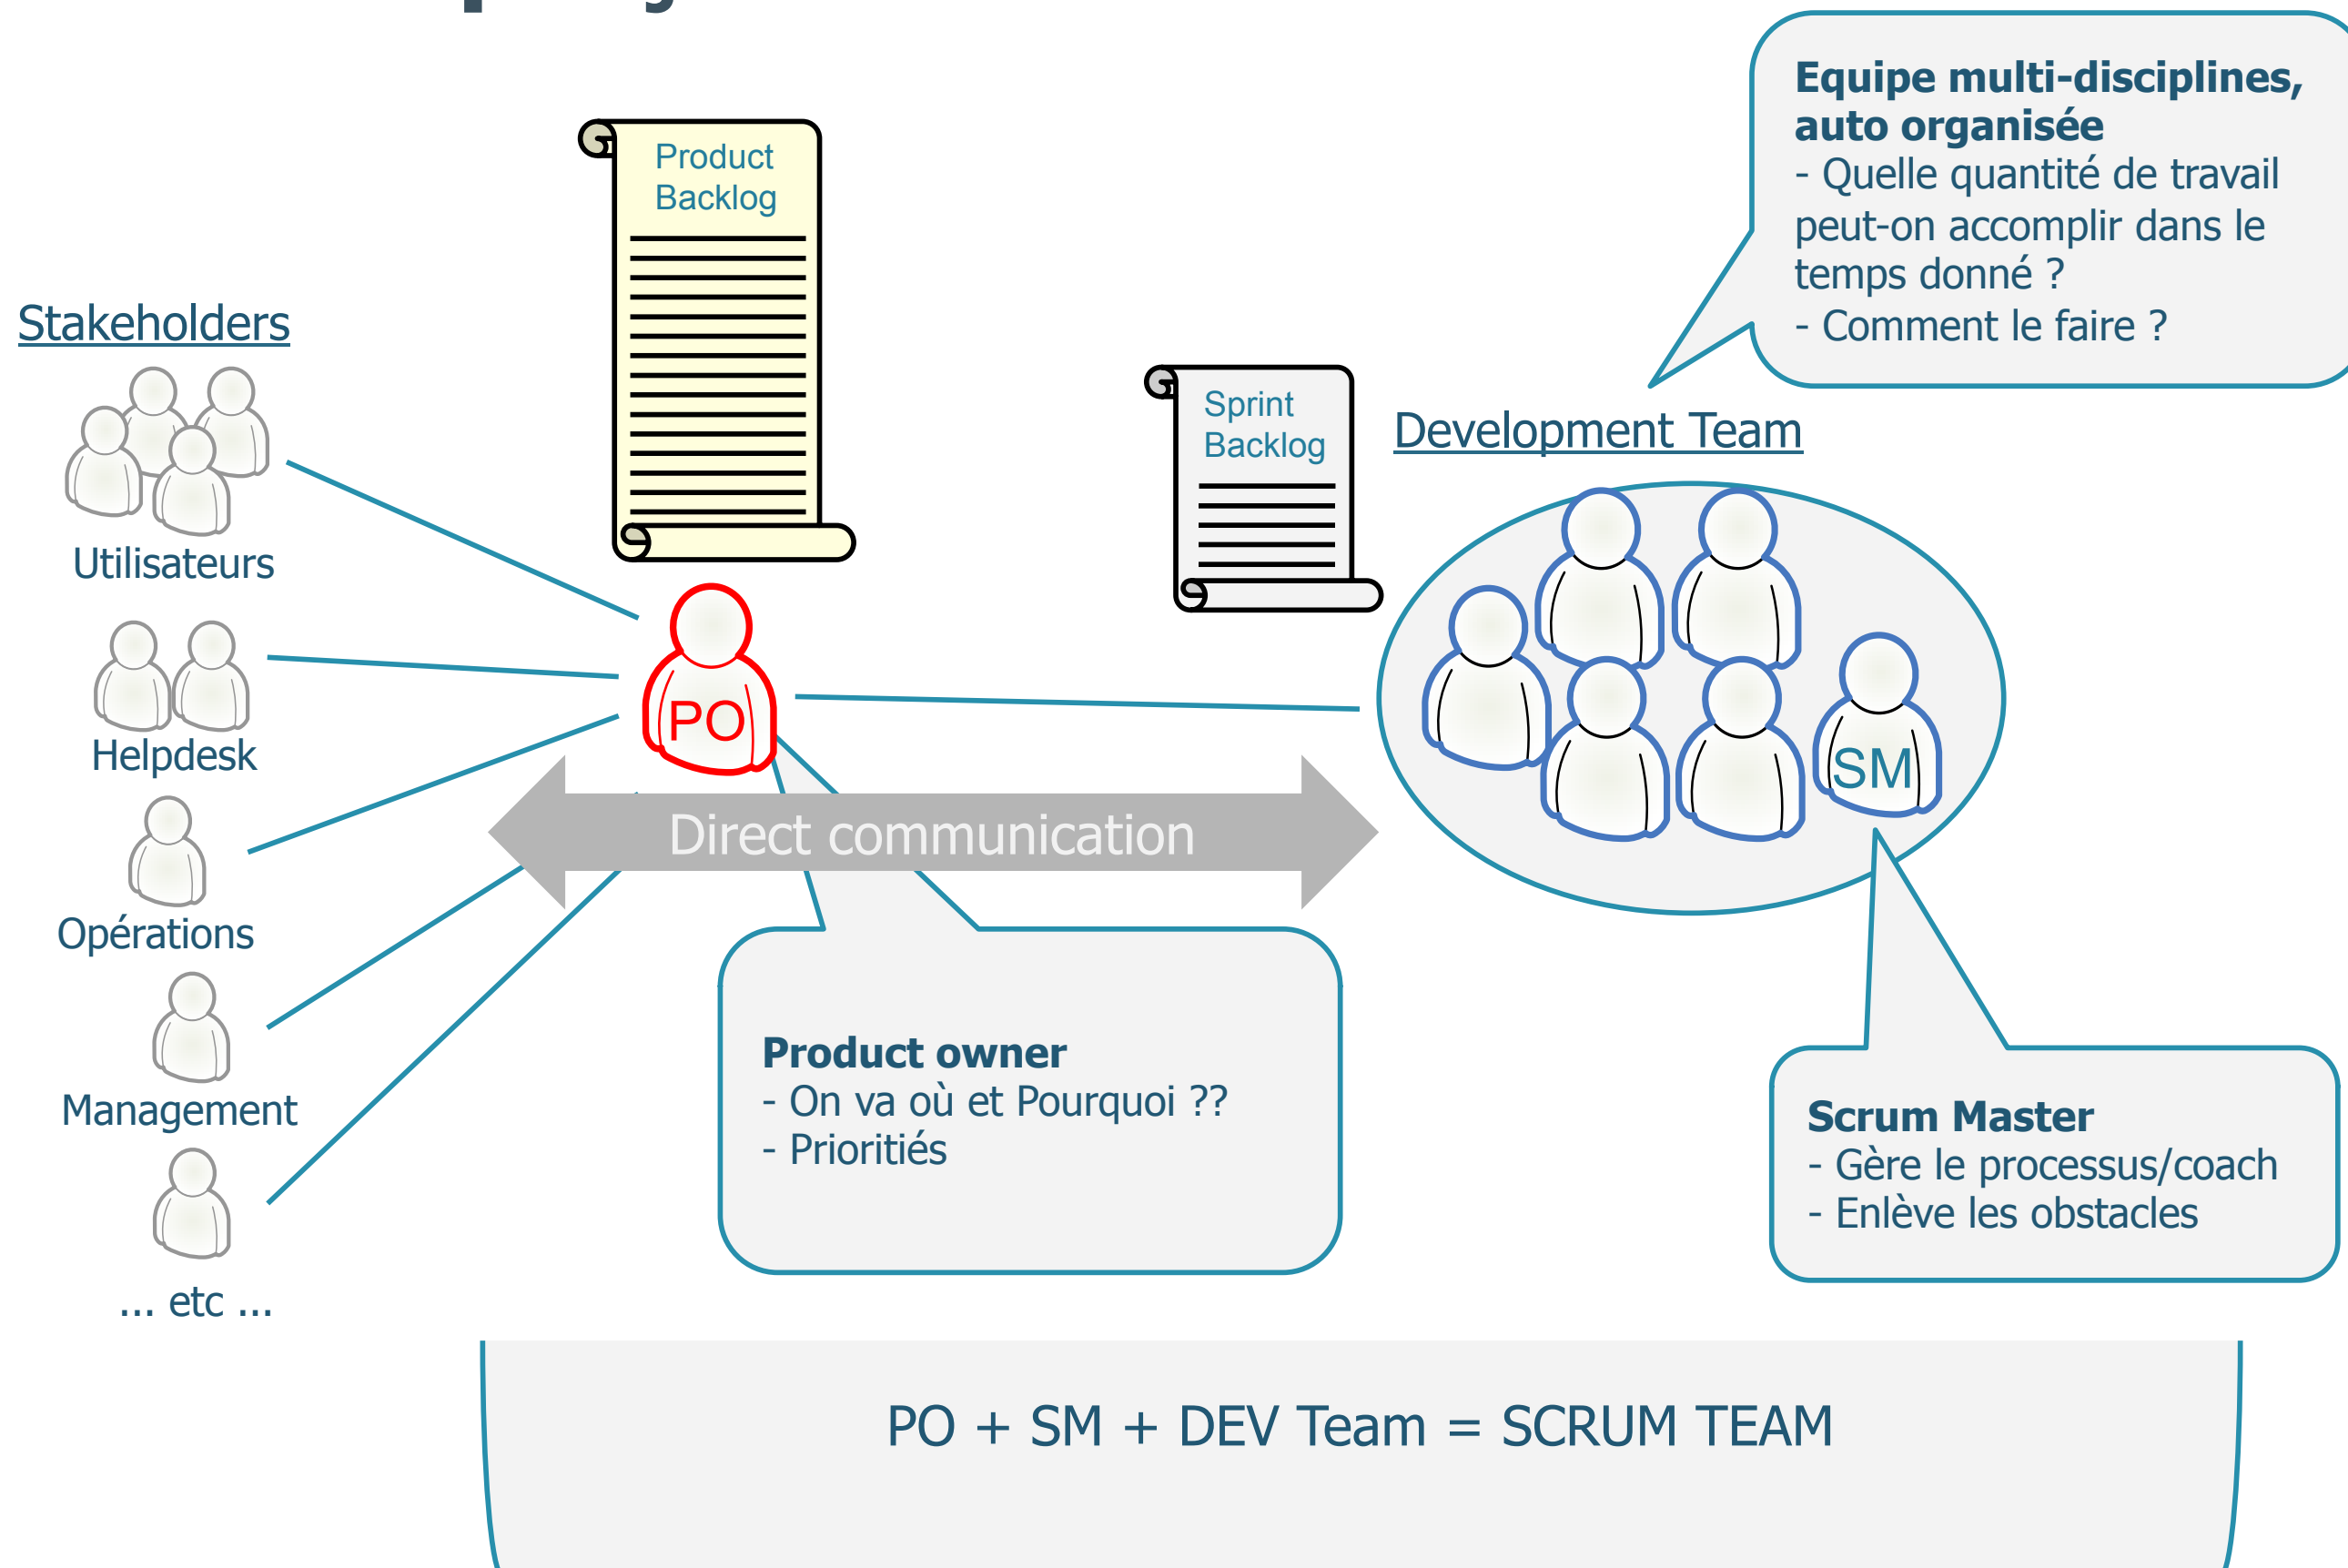 Equipe multi-disciplines,
auto organisée
- Quelle quantité de travail
peut-on accomplir dans le
temps donné ?
- Comment le faire ?
Product
Backlog
Stakeholders
Sprint
Backlog
Development Team
Utilisateurs
Helpdesk
PO
SM
Direct communication
Opérations
Management
... etc ...
Product owner
- On va où et Pourquoi ??
- Prioritiés
Scrum Master
- Gère le processus/coach
- Enlève les obstacles
PO + SM + DEV Team = SCRUM TEAM